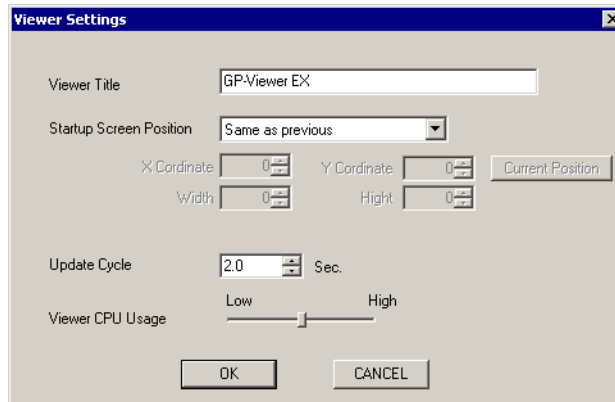 Viewer Settings
Viewer Title GP-Viewer EX
Startup Screen Position Same as previous
X Cordinate 0 Y Cordinate 0 Current Position
Width 0 Hight 0
Update Cycle 2.0 Sec.
Low High
Viewer CPU Usage
OK CANCEL